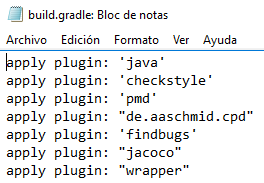 build.gradle: Bloc de notas
Archivo Edición Formato Ver Ayuda
apply plugin: 'java'
apply plugin: 'checkstyle'
apply plugin: 'pmd'
apply plugin: "de.aaschmid.cpd"
apply plugin: 'findbugs'
apply plugin: "jacoco"
apply plugin: "wrapper"